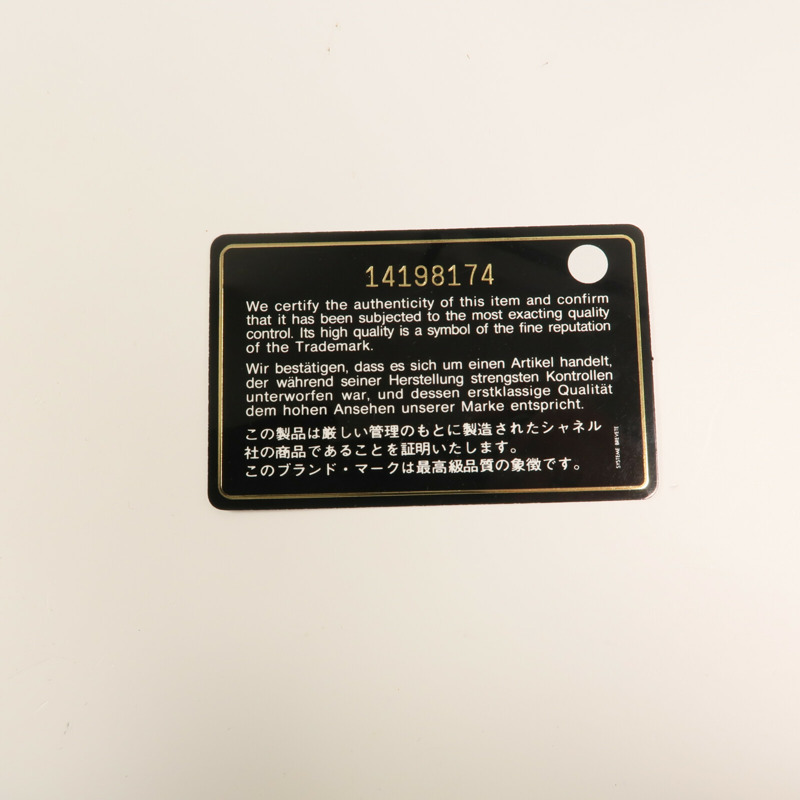 14198174
We certify the authenticity of this item and confirm
that it has been subjected to the most exacting quality
control. Its high quality is a symbol of the fine reputation
of the Trademark.
Wir bestätigen, dass es sich um einen Artikel handelt,
der während seiner Herstellung strengsten Kontrollen
unterworfen war, und dessen erstklassige Qualität
dem hohen Ansehen unserer Marke entspricht.
この製品は厳しい管理のもとに製造されたシャネル
社の商品であることを証明いたします。
このブランド・マークは最高級品質の象徴です。
SYSTEME BREVETE